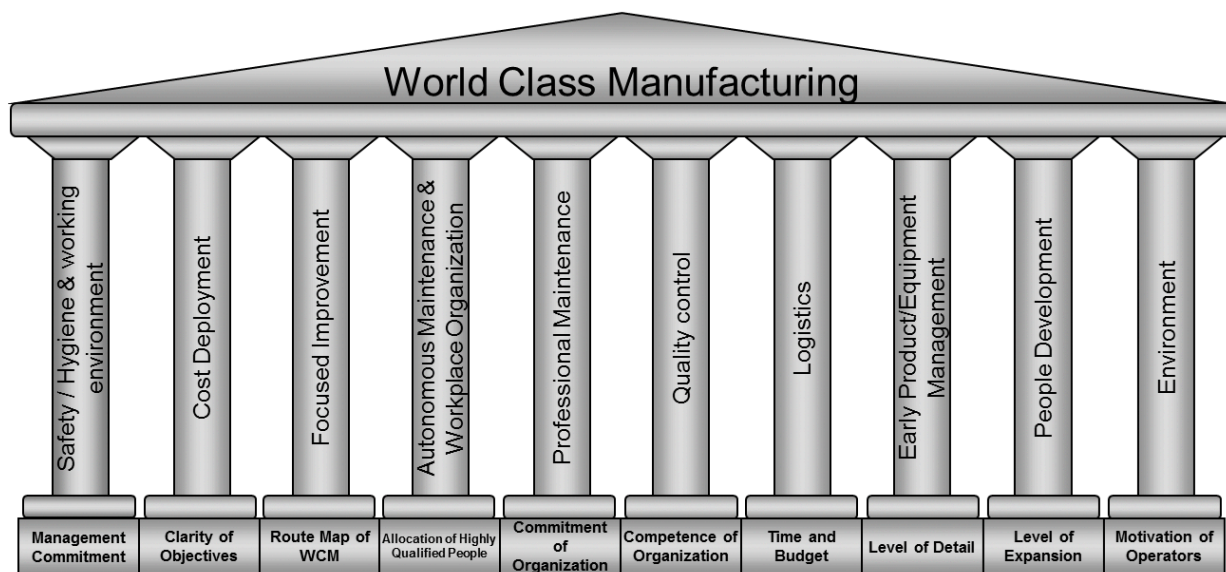 World Class Manufacturing
Safety / Hygiene & working
environment
Cost Deployment
Focused Improvement
Autonomous Maintenance &
Workplace Organization
Professional Maintenance
Quality control
Logistics
Early Product/Equipment
Management
People Development
Environment
Management
Commitment
Clarity of
Objectives
Route Map of
WCM
Allocation of Highly
Qualified People
Commitment
of
Organization
Competence of
Organization
Time and
Budget
Level of Detail
Level of
Expansion
Motivation of
Operators